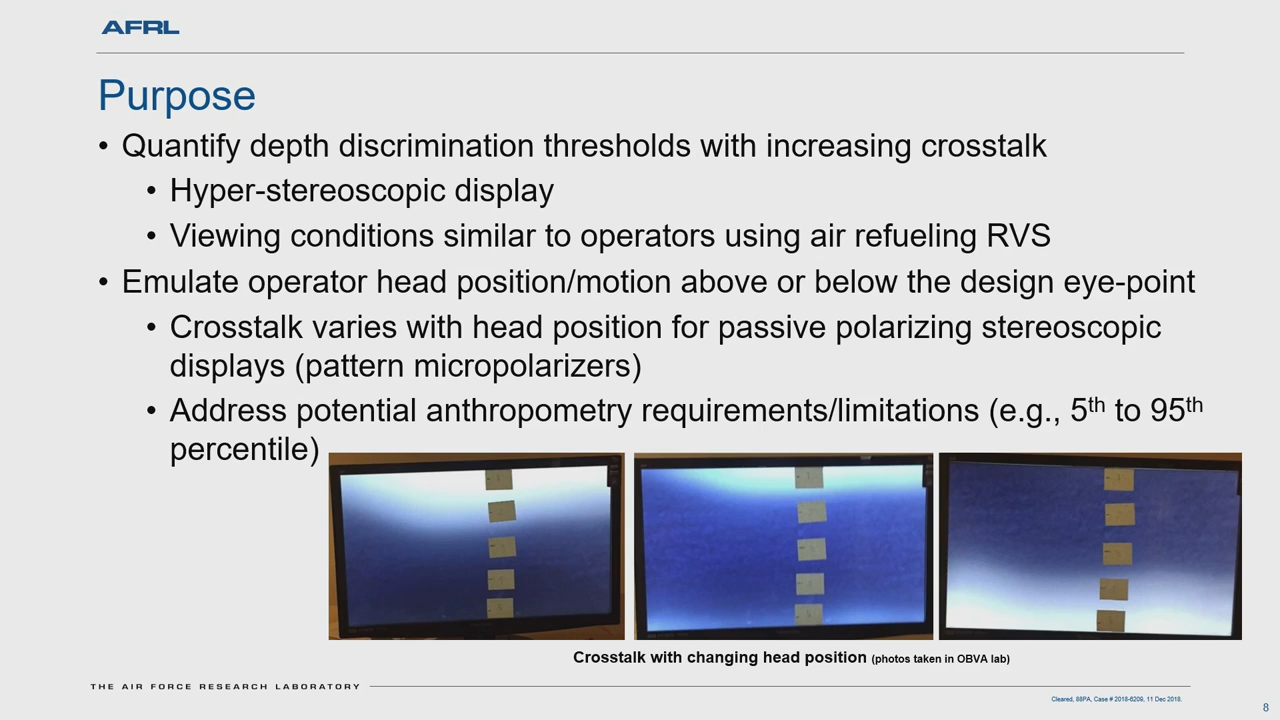 AFRL
Purpose
• Quantify depth discrimination thresholds with increasing crosstalk
• Hyper-stereoscopic display
• Viewing conditions similar to operators using air refueling RVS
• Emulate operator head position/motion above or below the design eye-point
• Crosstalk varies with head position for passive polarizing stereoscopic
displays (pattern micropolarizers)
• Address potential anthropometry requirements/limitations (e.g., 5th to 95th
percentile)
Crosstalk with changing head position (photos taken in OBVA lab)
THE AIR FORCE RESEARCH LABORATORY
Cleared, 88PA, Case # 2018-6209, 11 Dec 2018.
8